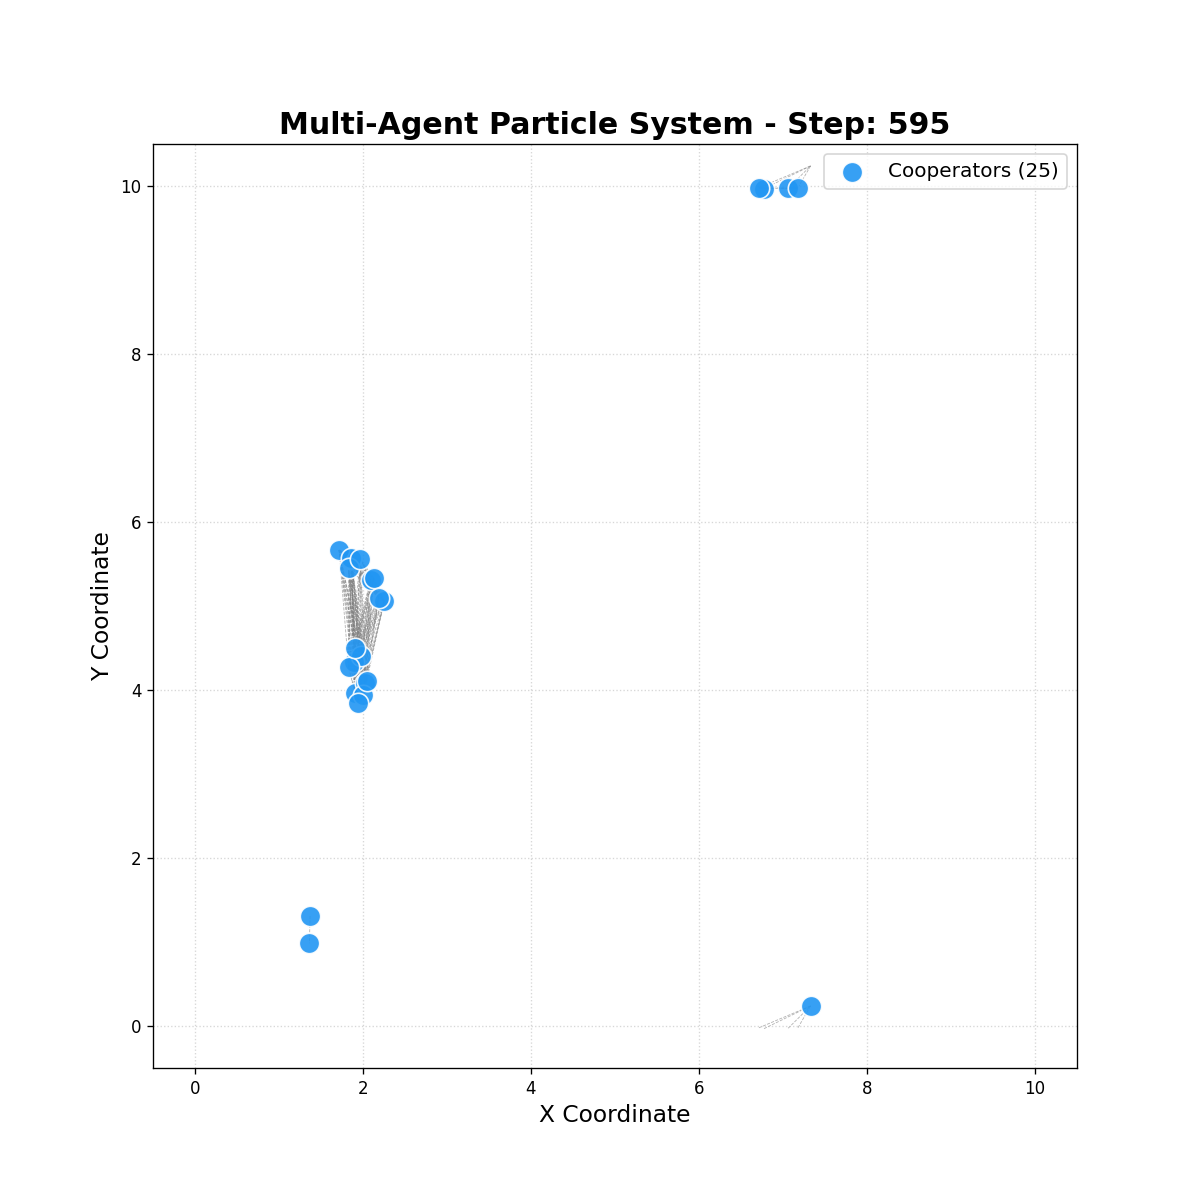 Multi-Agent Particle System - Step: 595
Cooperators (25)
10
8
6
4
2
0
Y Coordinate
0 2 4 6 8 10
X Coordinate